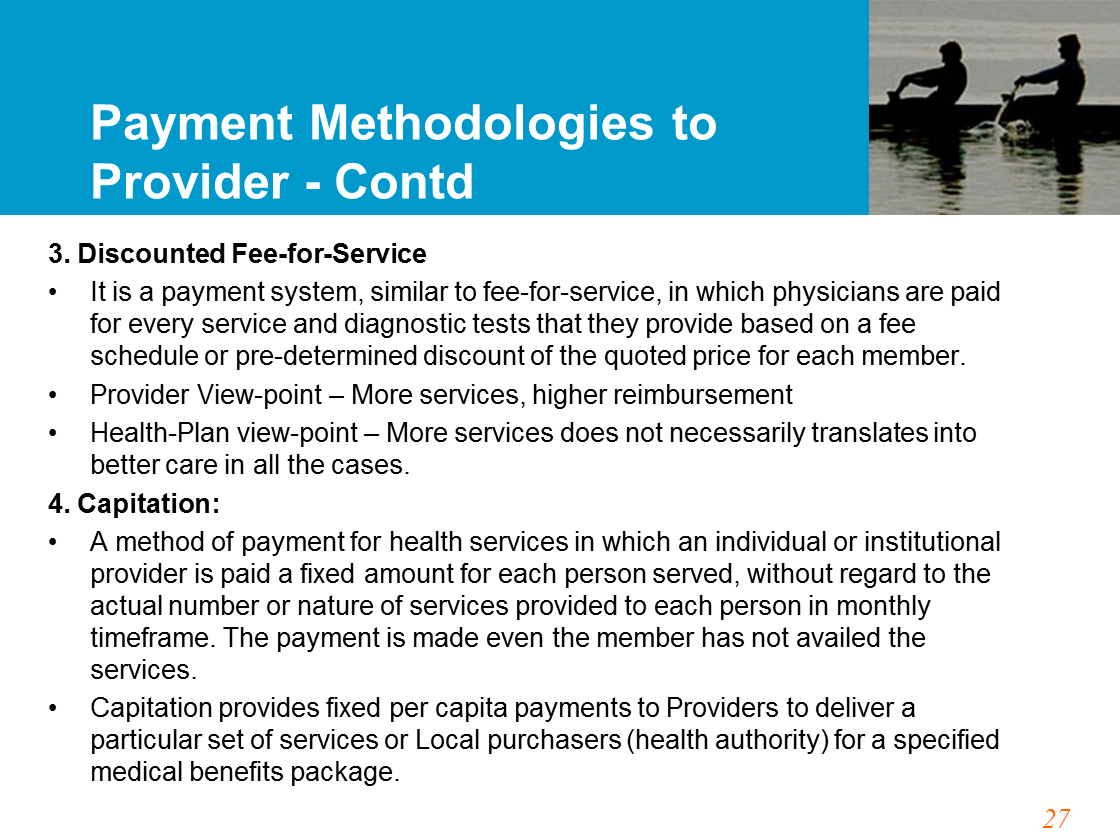 Payment Methodologies to
Provider - Contd
3. Discounted Fee-for-Service
• It is a payment system, similar to fee-for-service, in which physicians are paid
for every service and diagnostic tests that they provide based on a fee
schedule or pre-determined discount of the quoted price for each member.
• Provider View-point – More services, higher reimbursement
• Health-Plan view-point – More services does not necessarily translates into
better care in all the cases.
4. Capitation:
• A method of payment for health services in which an individual or institutional
provider is paid a fixed amount for each person served, without regard to the
actual number or nature of services provided to each person in monthly
timeframe. The payment is made even the member has not availed the
services.
• Capitation provides fixed per capita payments to Providers to deliver a
particular set of services or Local purchasers (health authority) for a specified
medical benefits package.
27